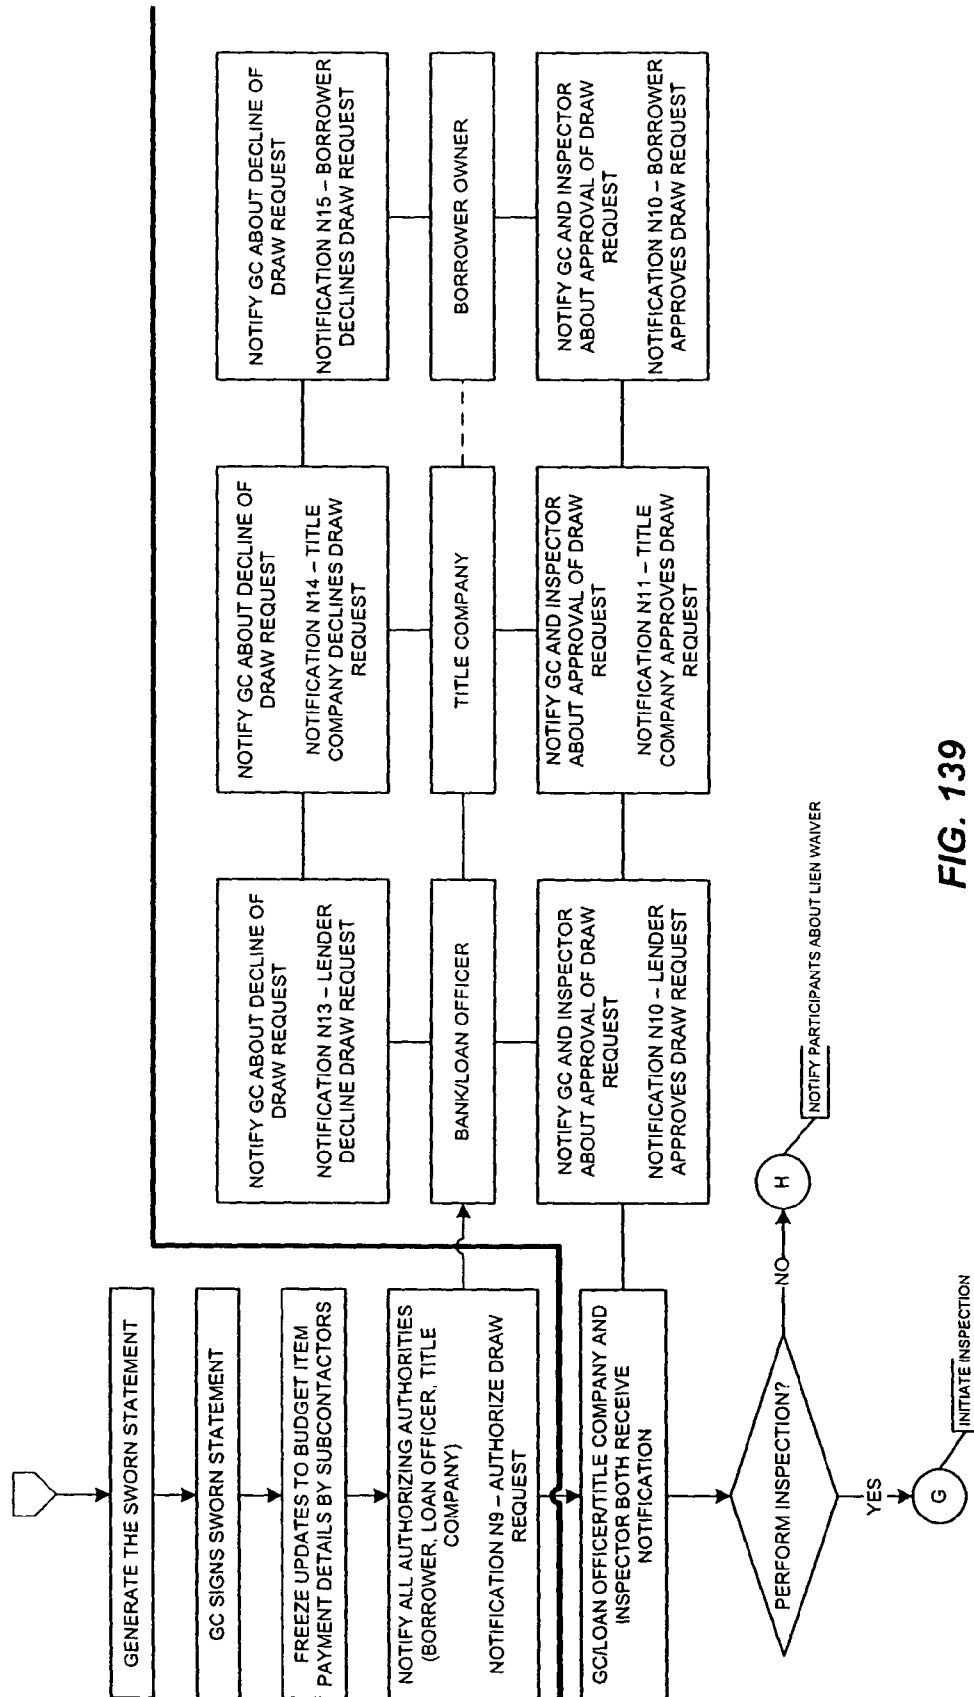 GENERATE THE SWORN STATEMENT
GC SIGNS SWORN STATEMENT
FREEZE UPDATES TO BUDGET ITEM
PAYMENT DETAILS BY SUBCONTACTORS
NOTIFY ALL AUTHORIZING AUTHORITIES
(BORROWER, LOAN OFFICER, TITLE
COMPANY)
NOTIFICATION N9 – AUTHORIZE DRAW
REQUEST
GC/LOAN OFFICER/TITLE COMPANY AND
INSPECTOR BOTH RECEIVE
NOTIFICATION
PERFORM INSPECTION?
YES
NO
G
INITIATE INSPECTION
H
NOTIFY PARTICIPANTS ABOUT LIEN WAIVER
NOTIFY GC ABOUT DECLINE OF
DRAW REQUEST
NOTIFICATION N13 – LENDER
DECLINE DRAW REQUEST
BANK/LOAN OFFICER
NOTIFY GC AND INSPECTOR
ABOUT APPROVAL OF DRAW
REQUEST
NOTIFICATION N10 – LENDER
APPROVES DRAW REQUEST
NOTIFY GC ABOUT DECLINE OF
DRAW REQUEST
NOTIFICATION N14 – TITLE
COMPANY DECLINES DRAW
REQUEST
TITLE COMPANY
NOTIFY GC AND INSPECTOR
ABOUT APPROVAL OF DRAW
REQUEST
NOTIFICATION N11 – TITLE
COMPANY APPROVES DRAW
REQUEST
NOTIFY GC ABOUT DECLINE OF
DRAW REQUEST
NOTIFICATION N15 – BORROWER
DECLINES DRAW REQUEST
BORROWER OWNER
NOTIFY GC AND INSPECTOR
ABOUT APPROVAL OF DRAW
REQUEST
NOTIFICATION N10 – BORROWER
APPROVES DRAW REQUEST
FIG. 139